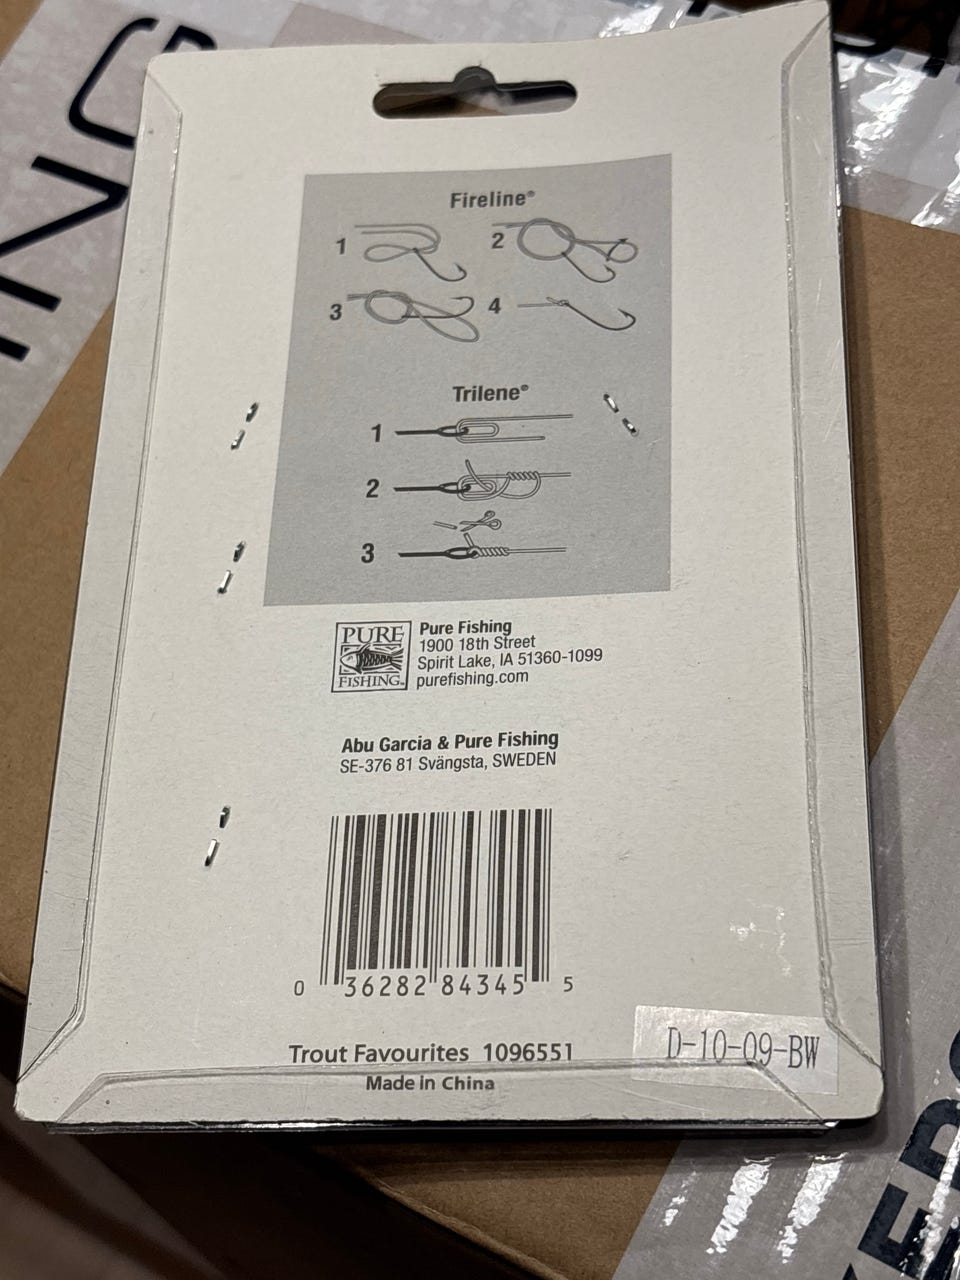 Fireline®
1
2
3
4
Trilene®
1
2
3
PURE
FISHING™
Pure Fishing
1900 18th Street
Spirit Lake, IA 51360-1099
purefishing.com
Abu Garcia & Pure Fishing
SE-376 81 Svängsta, SWEDEN
0 36282 84345 5
Trout Favourites 1096551
D-10-09-BW
Made in China